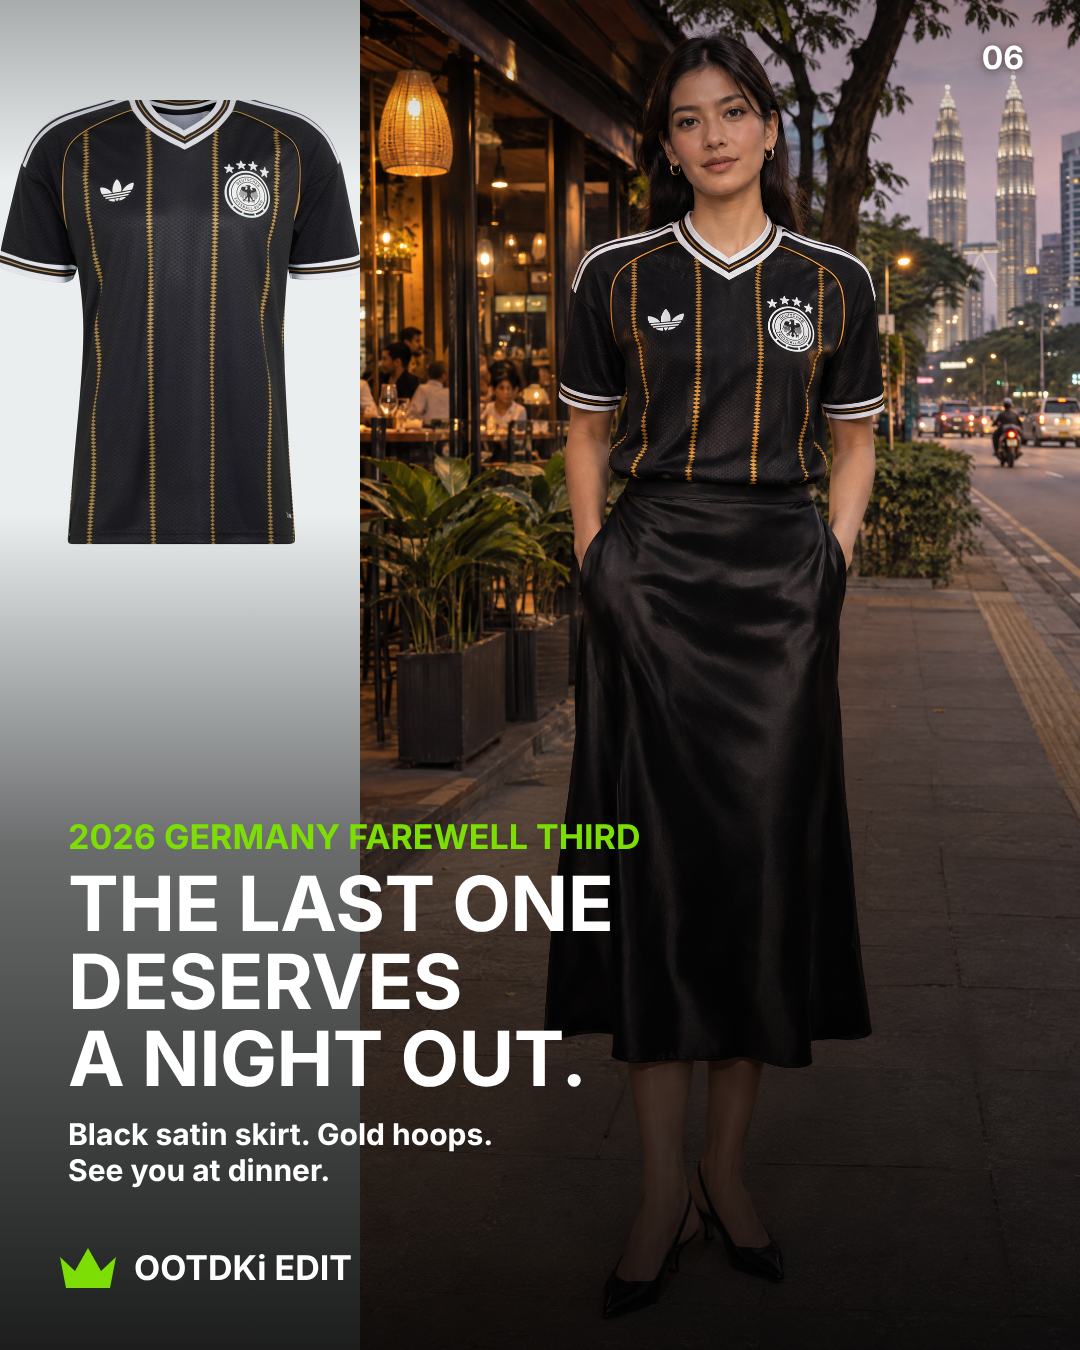 06
2026 GERMANY FAREWELL THIRD
THE LAST ONE
DESERVES
A NIGHT OUT.
Black satin skirt. Gold hoops.
See you at dinner.
OOTDKi EDIT